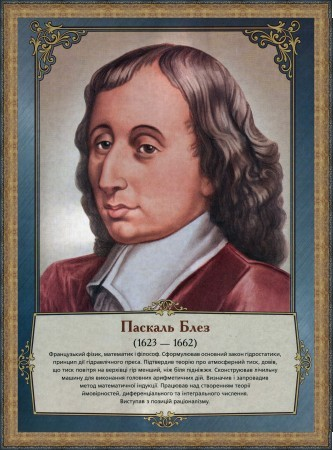 Паскаль Блез
(1623 — 1662)
Французький фізик, математик і філософ. Сформулював основний закон гідростатики,
принцип дії гідравлічного преса. Підтвердив теорію про атмосферний тиск, довів,
що тиск повітря на верхівці гір менший, ніж біля підніжжя. Сконструював лічильну
машину для виконання головних арифметичних дій. Визначив і запровадив
метод математичної індукції. Працював над створенням теорії
ймовірностей, диференціального та інтегрального числення.
Виступав з позицій раціоналізму.